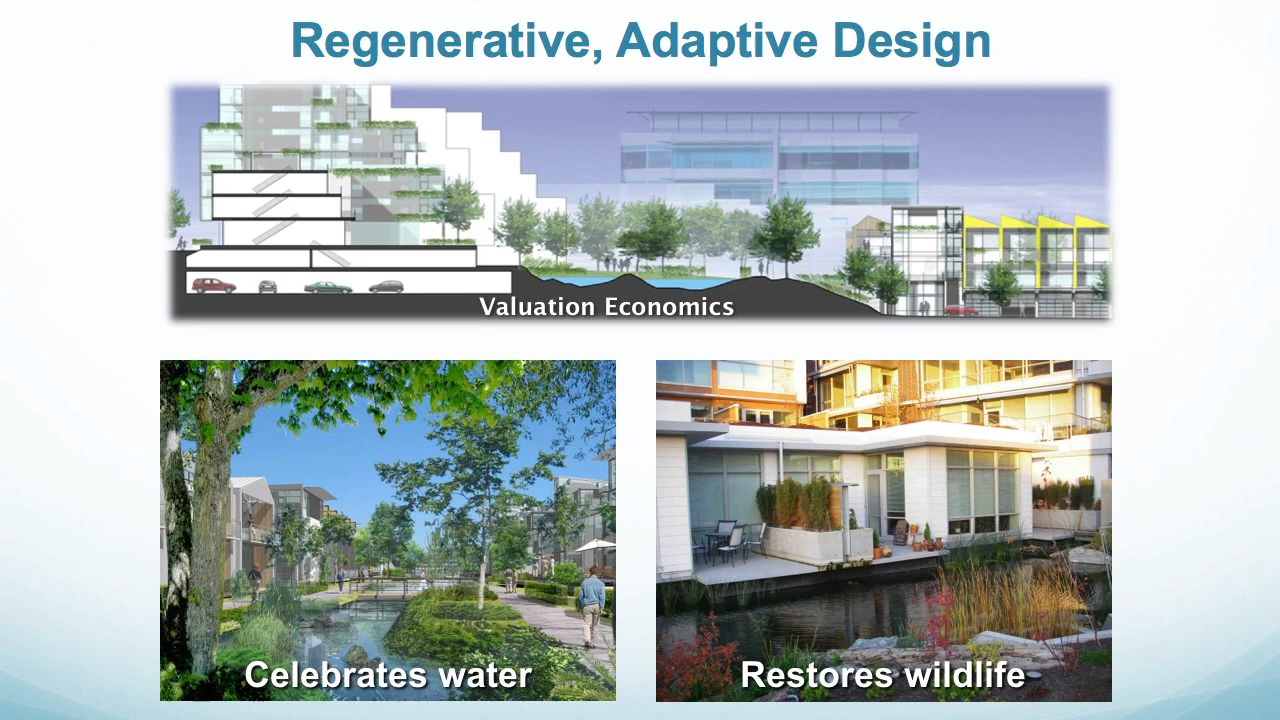 Regenerative, Adaptive Design
Valuation Economics
Celebrates water
Restores wildlife